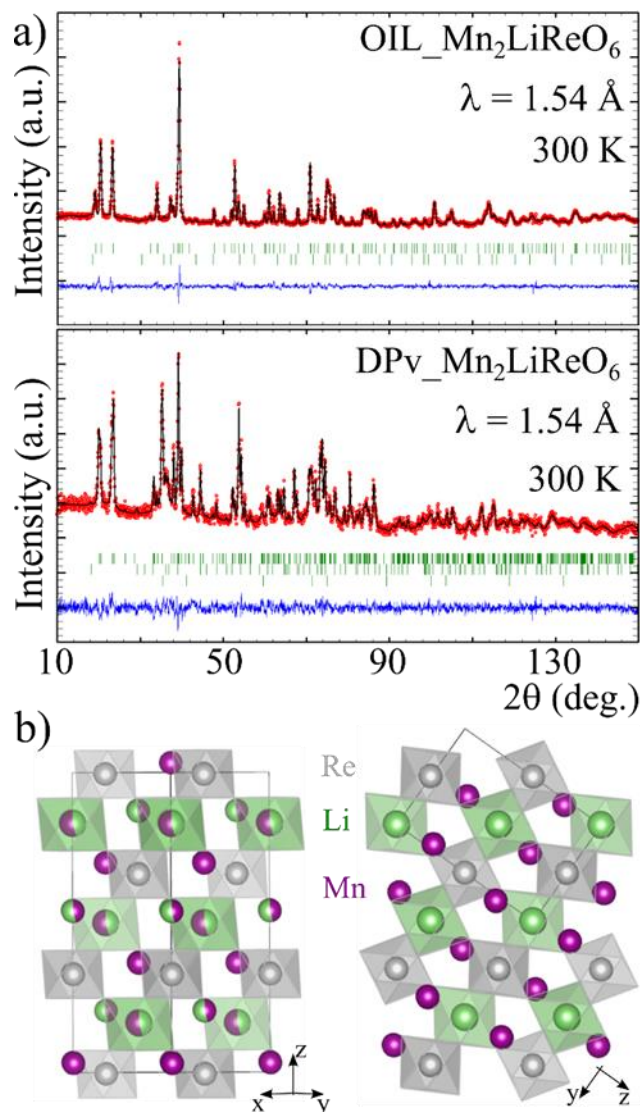 a)
OIL_Mn₂LiReO₆
λ = 1.54 Å
300 K
Intensity (a.u.)
DPv_Mn₂LiReO₆
λ = 1.54 Å
300 K
Intensity (a.u.)
10 50 90 130
2θ (deg.)
b)
Re
Li
Mn
z
x y
y z